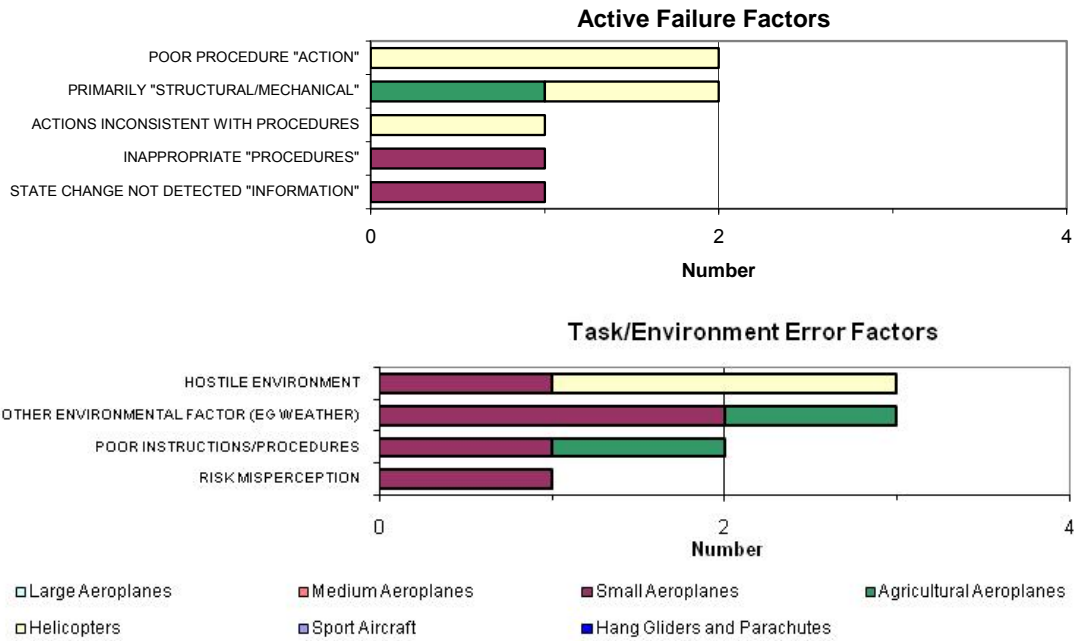 Active Failure Factors
POOR PROCEDURE "ACTION"
PRIMARILY "STRUCTURAL/MECHANICAL"
ACTIONS INCONSISTENT WITH PROCEDURES
INAPPROPRIATE "PROCEDURES"
STATE CHANGE NOT DETECTED "INFORMATION"
0 2 4
Number
Task/Environment Error Factors
HOSTILE ENVIRONMENT
OTHER ENVIRONMENTAL FACTOR (EG WEATHER)
POOR INSTRUCTIONS/PROCEDURES
RISK MISPERCEPTION
0 2 4
Number
Large Aeroplanes Medium Aeroplanes Small Aeroplanes Agricultural Aeroplanes
Helicopters Sport Aircraft Hang Gliders and Parachutes